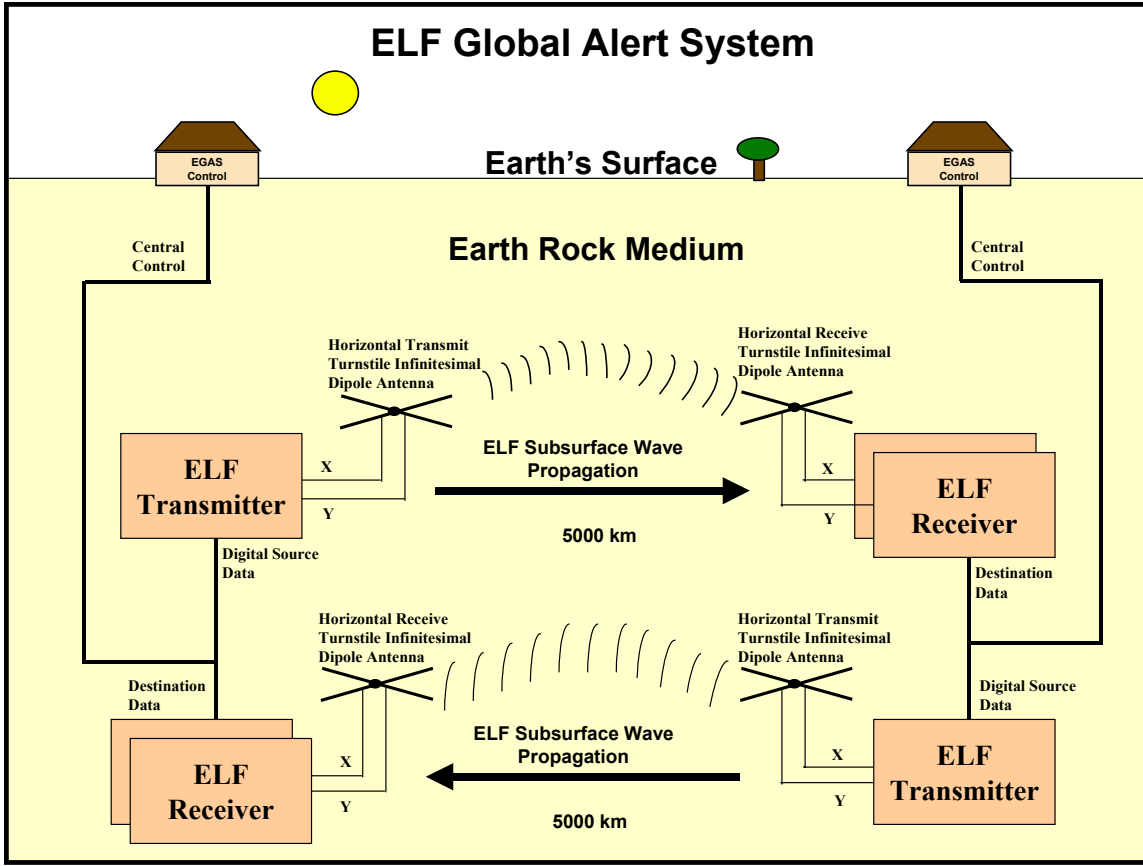 ELF Global Alert System
EGAS
Control
EGAS
Control
Earth's Surface
Earth Rock Medium
Central
Control
Central
Control
Horizontal Transmit
Turnstile Infinitesimal
Dipole Antenna
Horizontal Receive
Turnstile Infinitesimal
Dipole Antenna
ELF
Transmitter
X
Y
ELF Subsurface Wave
Propagation
5000 km
X
Y
ELF
Receiver
Digital Source
Data
Destination
Data
Horizontal Receive
Turnstile Infinitesimal
Dipole Antenna
Horizontal Transmit
Turnstile Infinitesimal
Dipole Antenna
Destination
Data
Digital Source
Data
ELF
Receiver
X
Y
ELF Subsurface Wave
Propagation
5000 km
X
Y
ELF
Transmitter